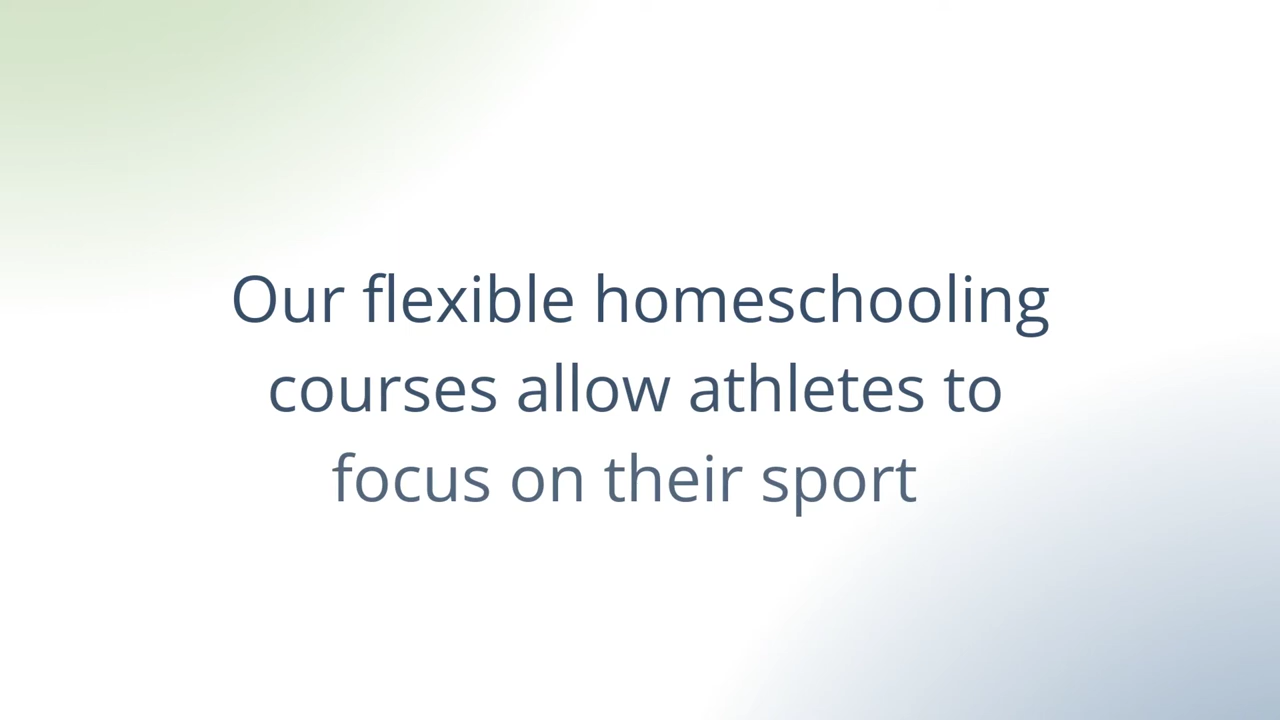 Our flexible homeschooling
courses allow athletes to
focus on their sport